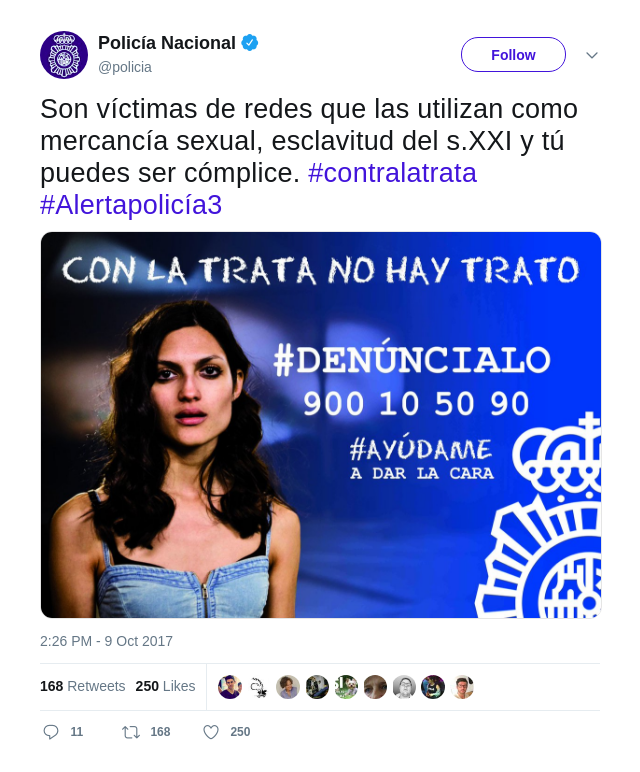 Policía Nacional
@policia
Follow
Son víctimas de redes que las utilizan como
mercancía sexual, esclavitud del s.XXI y tú
puedes ser cómplice. #contralatrata
#Alertapolicía3
CON LA TRATA NO HAY TRATO
#DENÚNCIALO
900 10 50 90
#AYÚDAME
A DAR LA CARA
2:26 PM - 9 Oct 2017
168 Retweets 250 Likes
11 168 250